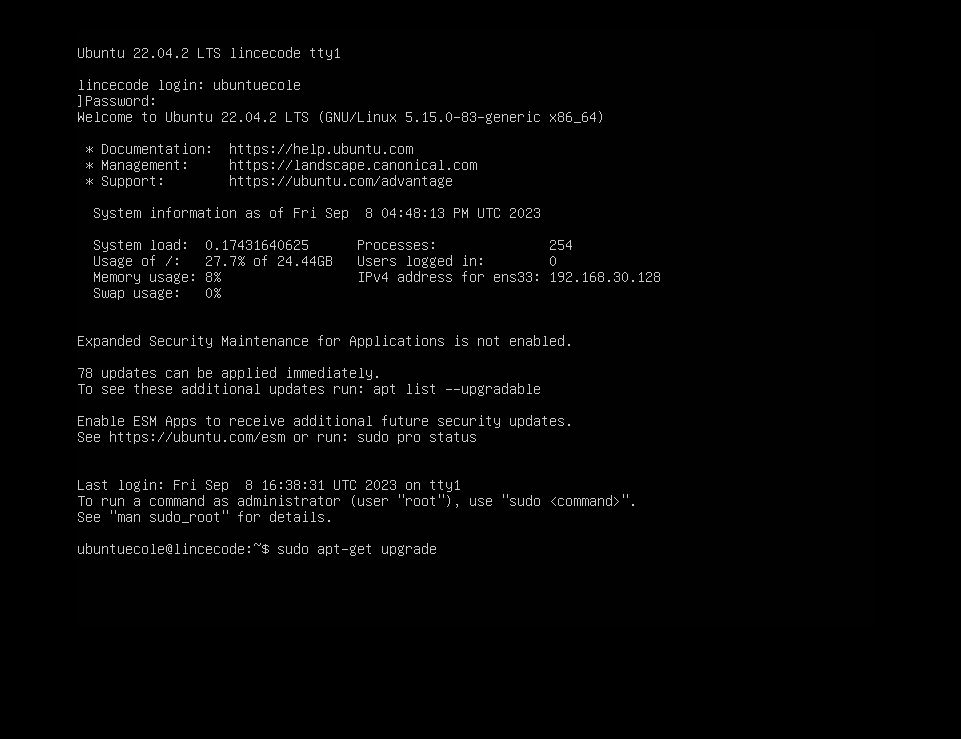 Ubuntu 22.04.2 LTS lincecode tty1
lincecode login: ubuntuecole
]Password:
Welcome to Ubuntu 22.04.2 LTS (GNU/Linux 5.15.0-83-generic x86_64)
* Documentation:  https://help.ubuntu.com
* Management:     https://landscape.canonical.com
* Support:        https://ubuntu.com/advantage
System information as of Fri Sep  8 04:48:13 PM UTC 2023
System load:  0.17431640625      Processes:              254
Usage of /:   27.7% of 24.44GB   Users logged in:        0
Memory usage: 8%                 IPv4 address for ens33: 192.168.30.128
Swap usage:   0%
Expanded Security Maintenance for Applications is not enabled.
78 updates can be applied immediately.
To see these additional updates run: apt list --upgradable
Enable ESM Apps to receive additional future security updates.
See https://ubuntu.com/esm or run: sudo pro status
Last login: Fri Sep  8 16:38:31 UTC 2023 on tty1
To run a command as administrator (user "root"), use "sudo <command>".
See "man sudo_root" for details.
ubuntuecole@lincecode:~$ sudo apt-get upgrade